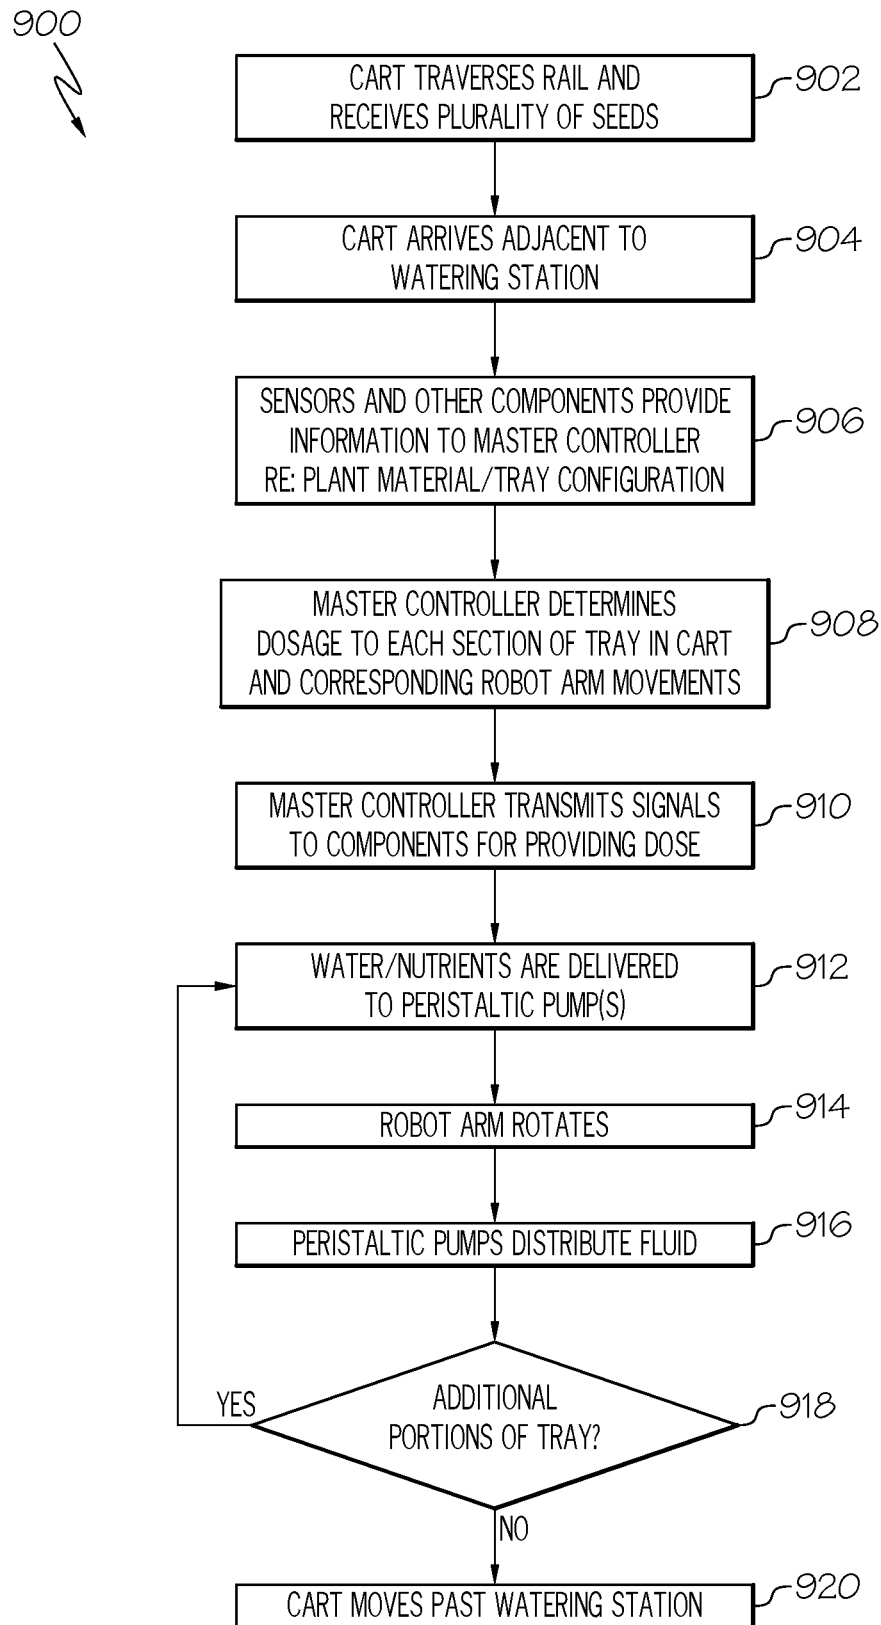 900
CART TRAVERSES RAIL AND
RECEIVES PLURALITY OF SEEDS
902
CART ARRIVES ADJACENT TO
WATERING STATION
904
SENSORS AND OTHER COMPONENTS PROVIDE
INFORMATION TO MASTER CONTROLLER
RE: PLANT MATERIAL/TRAY CONFIGURATION
906
MASTER CONTROLLER DETERMINES
DOSAGE TO EACH SECTION OF TRAY IN CART
AND CORRESPONDING ROBOT ARM MOVEMENTS
908
MASTER CONTROLLER TRANSMITS SIGNALS
TO COMPONENTS FOR PROVIDING DOSE
910
WATER/NUTRIENTS ARE DELIVERED
TO PERISTALTIC PUMP(S)
912
ROBOT ARM ROTATES
914
PERISTALTIC PUMPS DISTRIBUTE FLUID
916
YES
ADDITIONAL
PORTIONS OF TRAY?
918
NO
CART MOVES PAST WATERING STATION
920